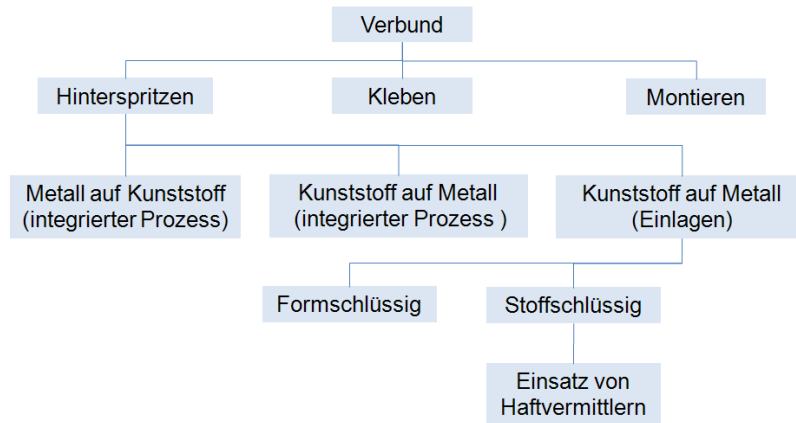 Verbund
Hinterspritzen
Kleben
Montieren
Metall auf Kunststoff
(integrierter Prozess)
Kunststoff auf Metall
(integrierter Prozess )
Kunststoff auf Metall
(Einlagen)
Formschlüssig
Stoffschlüssig
Einsatz von
Haftvermittlern